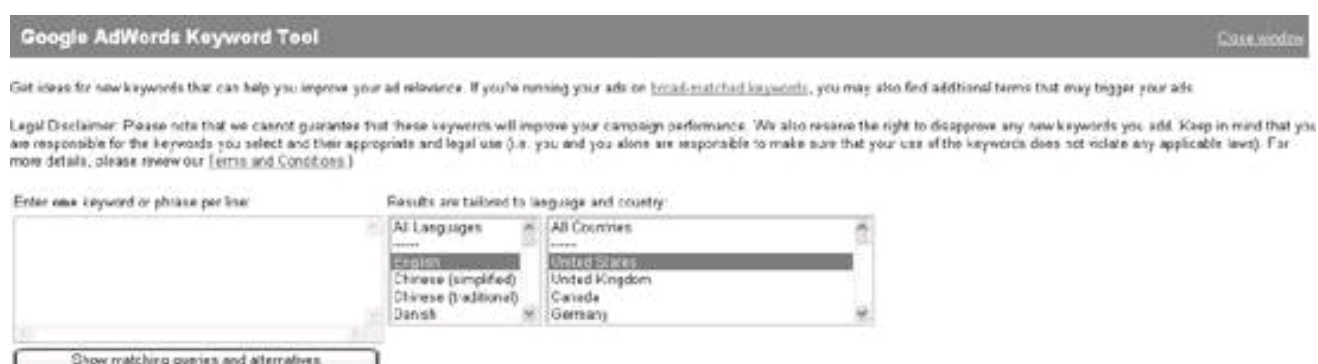 Google AdWords Keyword Tool
Close window
Get ideas for new keywords that can help you improve your ad relevance. If you're running your ads on broad-matched keywords, you may also find additional terms that may trigger your ads.
Legal Disclaimer: Please note that we cannot guarantee that these keywords will improve your campaign performance. We also reserve the right to disapprove any new keywords you add. Keep in mind that you
are responsible for the keywords you select and their appropriate and legal use (i.e. you and you alone are responsible to make sure that your use of the keywords does not violate any applicable laws). For
more details, please review our Terms and Conditions.)
Enter one keyword or phrase per line:
Results are tailored to language and country:
All Languages
-----
English
Chinese (simplified)
Chinese (traditional)
Danish
All Countries
-----
United States
United Kingdom
Canada
Germany
Show matching queries and alternatives